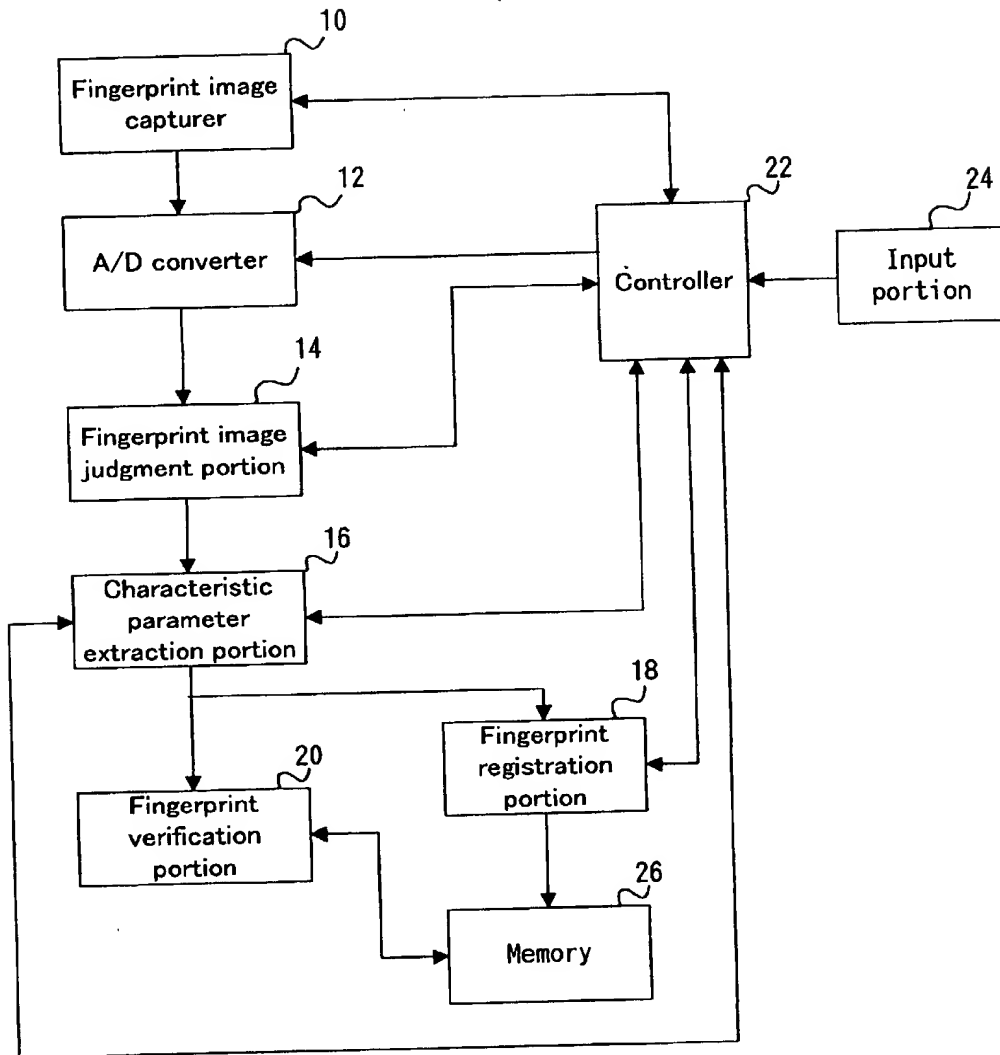 10
Fingerprint image
capturer
12
A/D converter
22
Controller
24
Input
portion
14
Fingerprint image
judgment portion
16
Characteristic
parameter
extraction portion
18
Fingerprint
registration
portion
20
Fingerprint
verification
portion
26
Memory